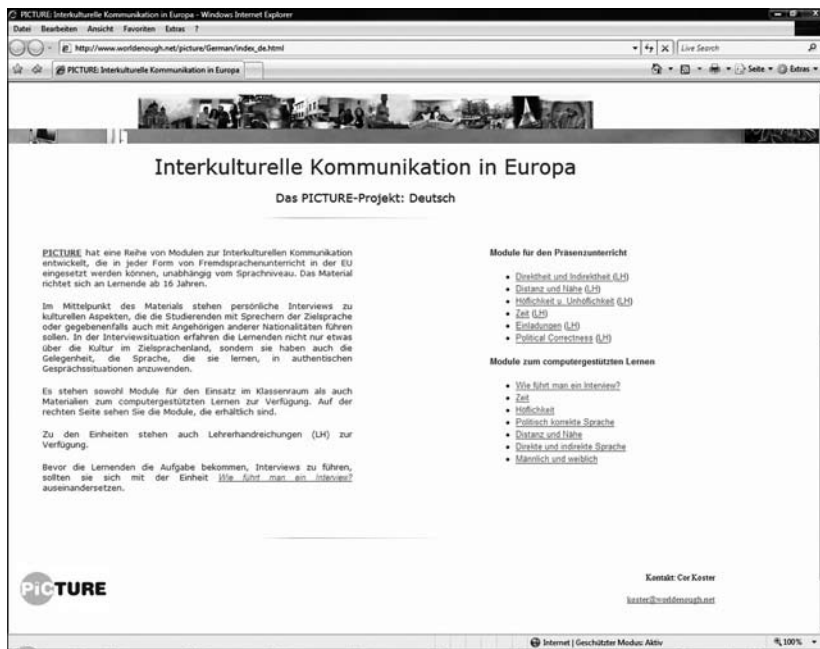 PICTURE: Interkulturelle Kommunikation in Europa - Windows Internet Explorer
Datei Bearbeiten Ansicht Favoriten Extras ?
http://www.worldenough.net/picture/German/index_de.html
Live Search
PICTURE: Interkulturelle Kommunikation in Europa
Seite Extras
Interkulturelle Kommunikation in Europa
Das PICTURE-Projekt: Deutsch
PICTURE hat eine Reihe von Modulen zur Interkulturellen Kommunikation
entwickelt, die in jeder Form von Fremdsprachenunterricht in der EU
eingesetzt werden können, unabhängig vom Sprachniveau. Das Material
richtet sich an Lernende ab 16 Jahren.
Im Mittelpunkt des Materials stehen persönliche Interviews zu
kulturellen Aspekten, die die Studierenden mit Sprechern der Zielsprache
oder gegebenenfalls auch mit Angehörigen anderer Nationalitäten führen
sollen. In der Interviewsituation erfahren die Lernenden nicht nur etwas
über die Kultur im Zielsprachenland, sondern sie haben auch die
Gelegenheit, die Sprache, die sie lernen, in authentischen
Gesprächssituationen anzuwenden.
Es stehen sowohl Module für den Einsatz im Klassenraum als auch
Materialien zum computergestützten Lernen zur Verfügung. Auf der
rechten Seite sehen Sie die Module, die erhältlich sind.
Zu den Einheiten stehen auch Lehrerhandreichungen (LH) zur
Verfügung.
Bevor die Lernenden die Aufgabe bekommen, Interviews zu führen,
sollten sie sich mit der Einheit Wie führt man ein Interview?
auseinandersetzen.
Module für den Präsenzunterricht
Direktheit und Indirektheit (LH)
Distanz und Nähe (LH)
Höflichkeit u. Unhöflichkeit (LH)
Zeit (LH)
Einladungen (LH)
Political Correctness (LH)
Module zum computergestützten Lernen
Wie führt man ein Interview?
Zeit
Höflichkeit
Politisch korrekte Sprache
Distanz und Nähe
Direkte und indirekte Sprache
Männlich und weiblich
PiCTURE
Kontakt: Cor Koster
koster@worldenough.net
Internet | Geschützter Modus: Aktiv
100%